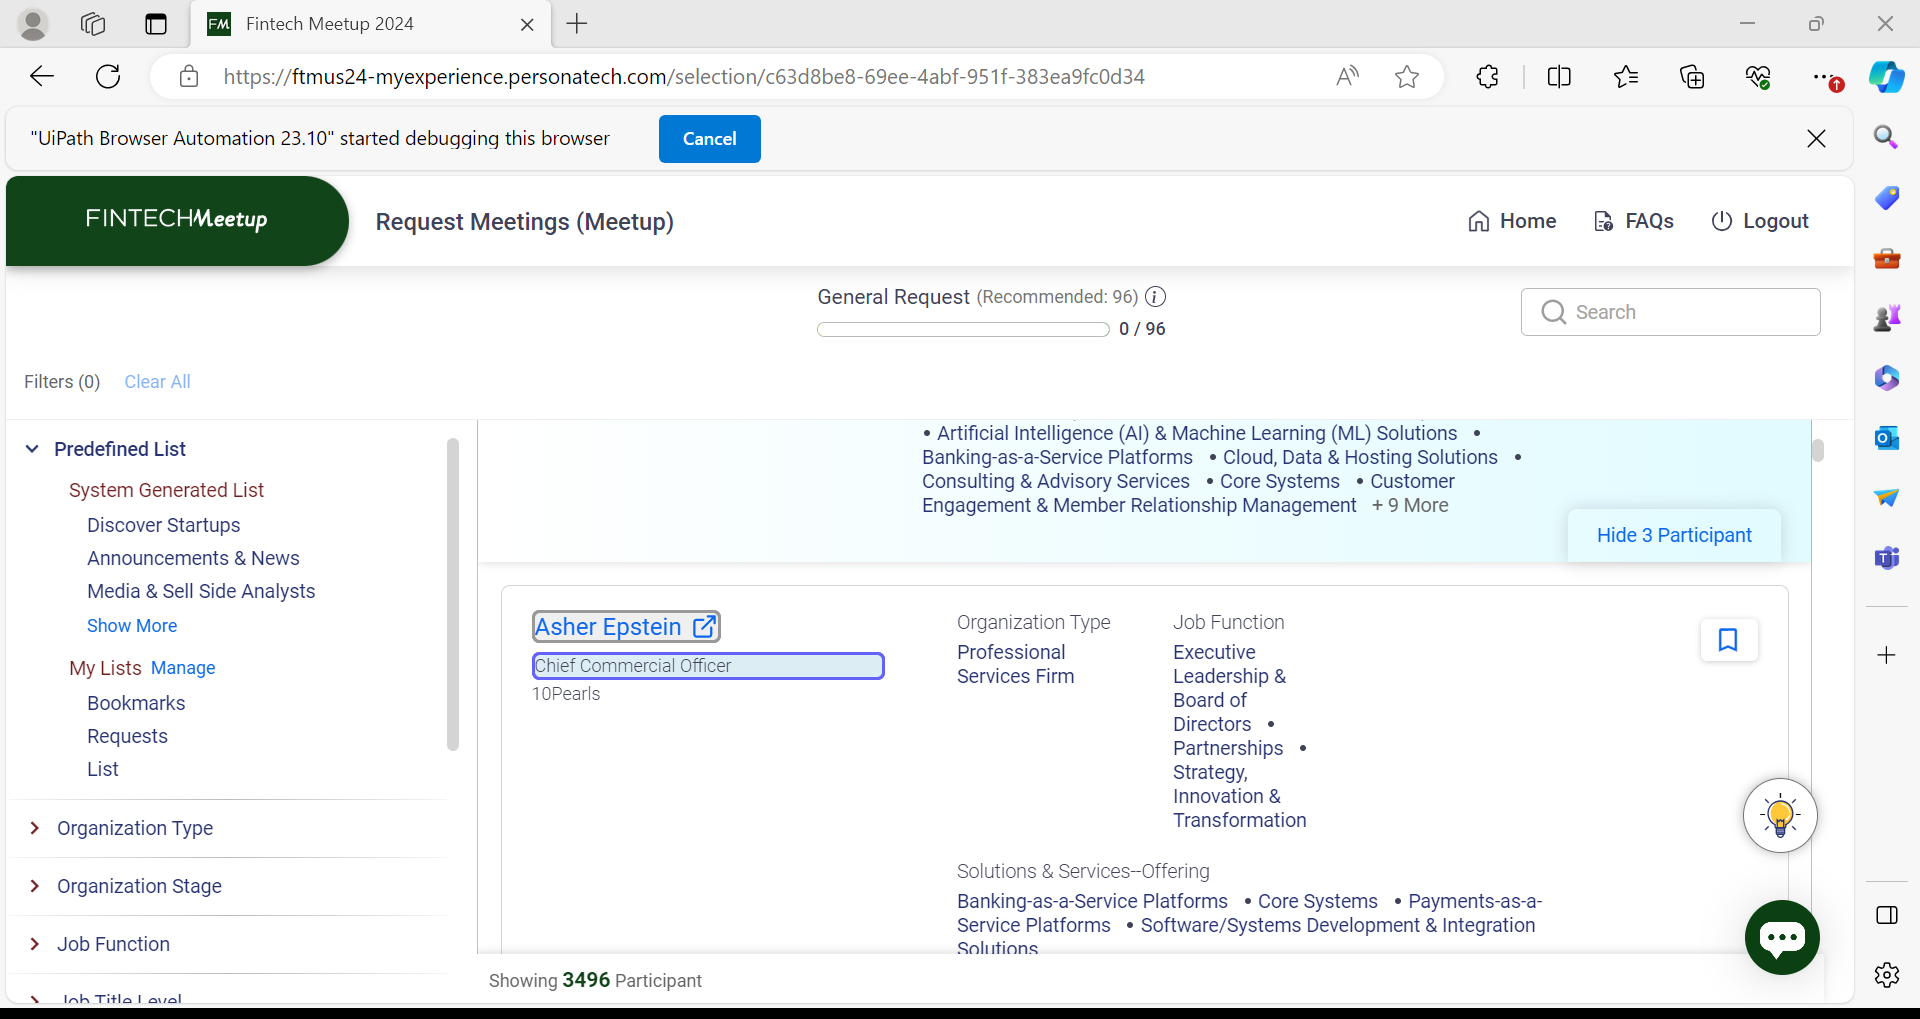 FM Fintech Meetup 2024
https://ftmus24-myexperience.personatech.com/selection/c63d8be8-69ee-4abf-951f-383ea9fc0d34
"UiPath Browser Automation 23.10" started debugging this browser
Cancel
FINTECHMeetup
Request Meetings (Meetup)
Home
FAQs
Logout
General Request (Recommended: 96)
0 / 96
Search
Filters (0) Clear All
Predefined List
System Generated List
Discover Startups
Announcements & News
Media & Sell Side Analysts
Show More
My Lists Manage
Bookmarks
Requests
List
Organization Type
Organization Stage
Job Function
Job Title Level
• Artificial Intelligence (AI) & Machine Learning (ML) Solutions •
Banking-as-a-Service Platforms • Cloud, Data & Hosting Solutions •
Consulting & Advisory Services • Core Systems • Customer
Engagement & Member Relationship Management + 9 More
Hide 3 Participant
Asher Epstein
Chief Commercial Officer
10Pearls
Organization Type
Professional
Services Firm
Job Function
Executive
Leadership &
Board of
Directors •
Partnerships •
Strategy,
Innovation &
Transformation
Solutions & Services--Offering
Banking-as-a-Service Platforms • Core Systems • Payments-as-a-
Service Platforms • Software/Systems Development & Integration
Solutions
Showing 3496 Participant